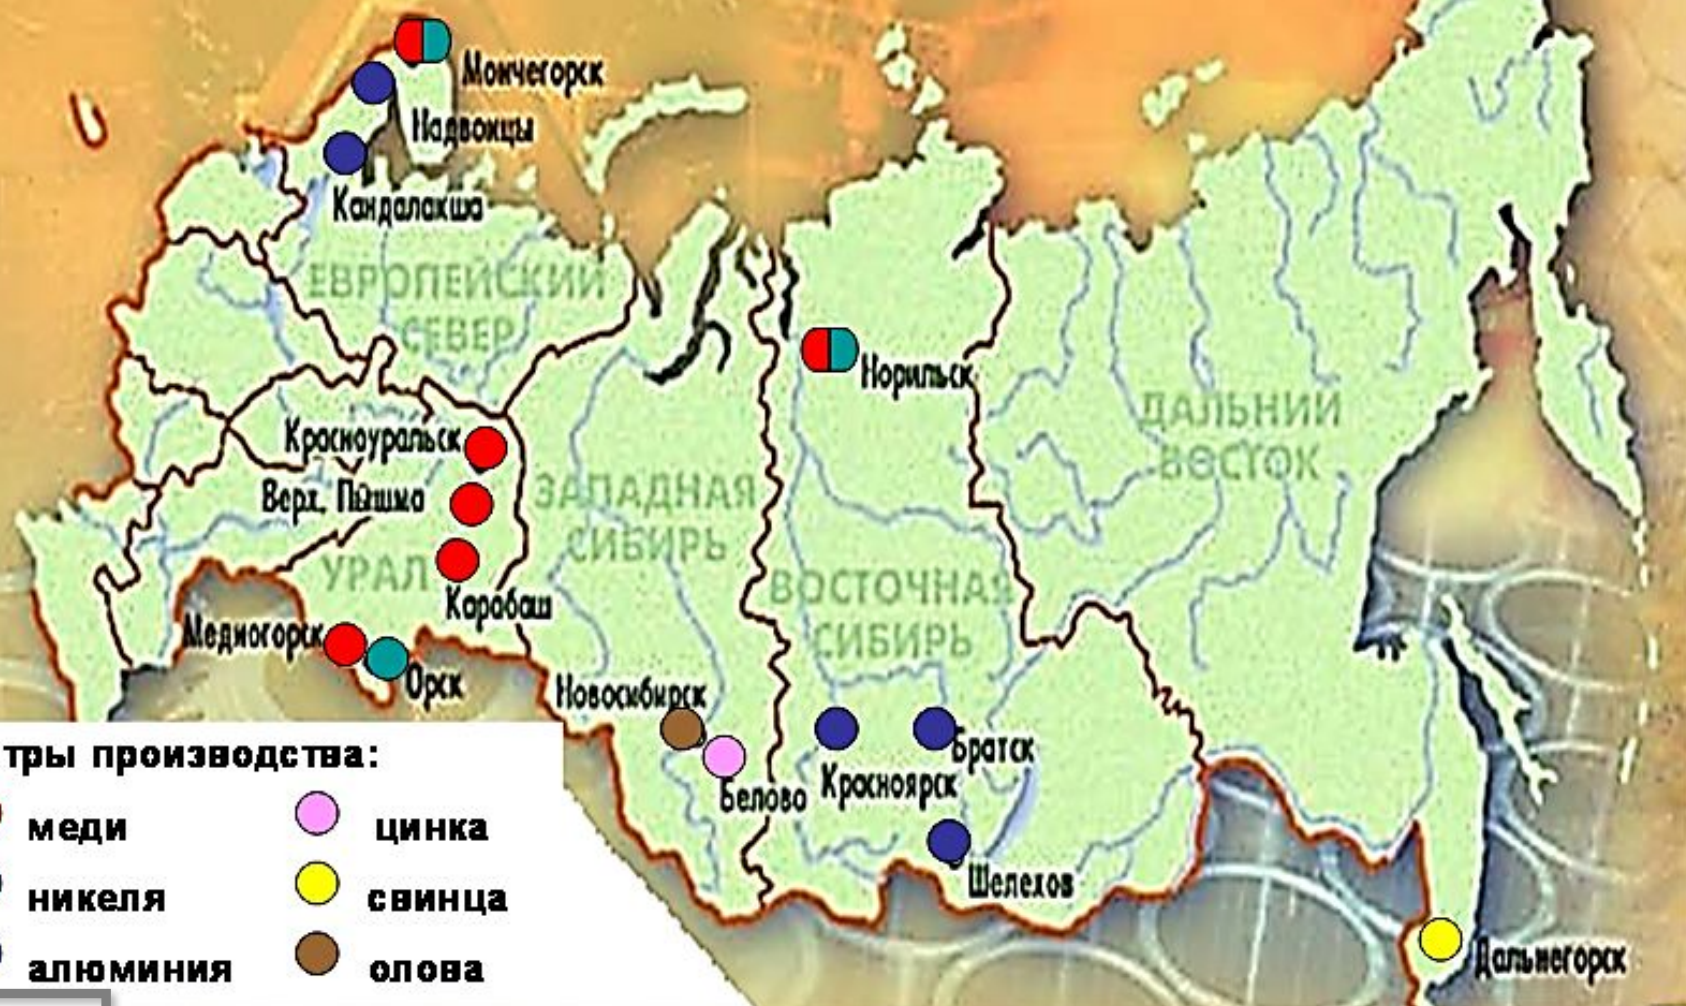 Мончегорск
Надвоицы
Кандалакша
ЕВРОПЕЙСКИЙ
СЕВЕР
Норильск
ДАЛЬНИЙ
ВОСТОК
Красноуральск
Верх. Пышма
ЗАПАДНАЯ
СИБИРЬ
УРАЛ
Карабаш
ВОСТОЧНАЯ
СИБИРЬ
Медногорск
Орск
Новосибирск
Белово
Красноярск
Братск
Шелехов
Дальнегорск
тры производства:
меди
цинка
никеля
свинца
алюминия
олова